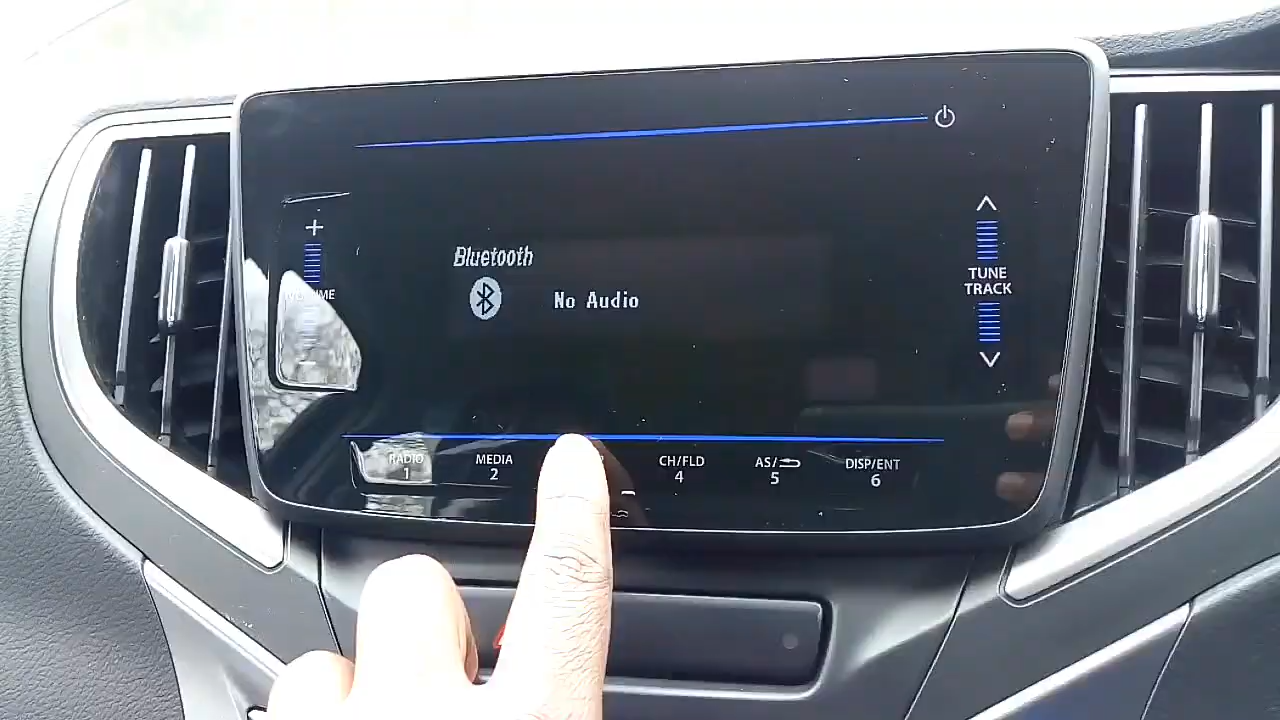 +
Bluetooth
No Audio
TUNE
TRACK
RADIO
1
MEDIA
2
CH/FLD
4
AS/
5
DISP/ENT
6